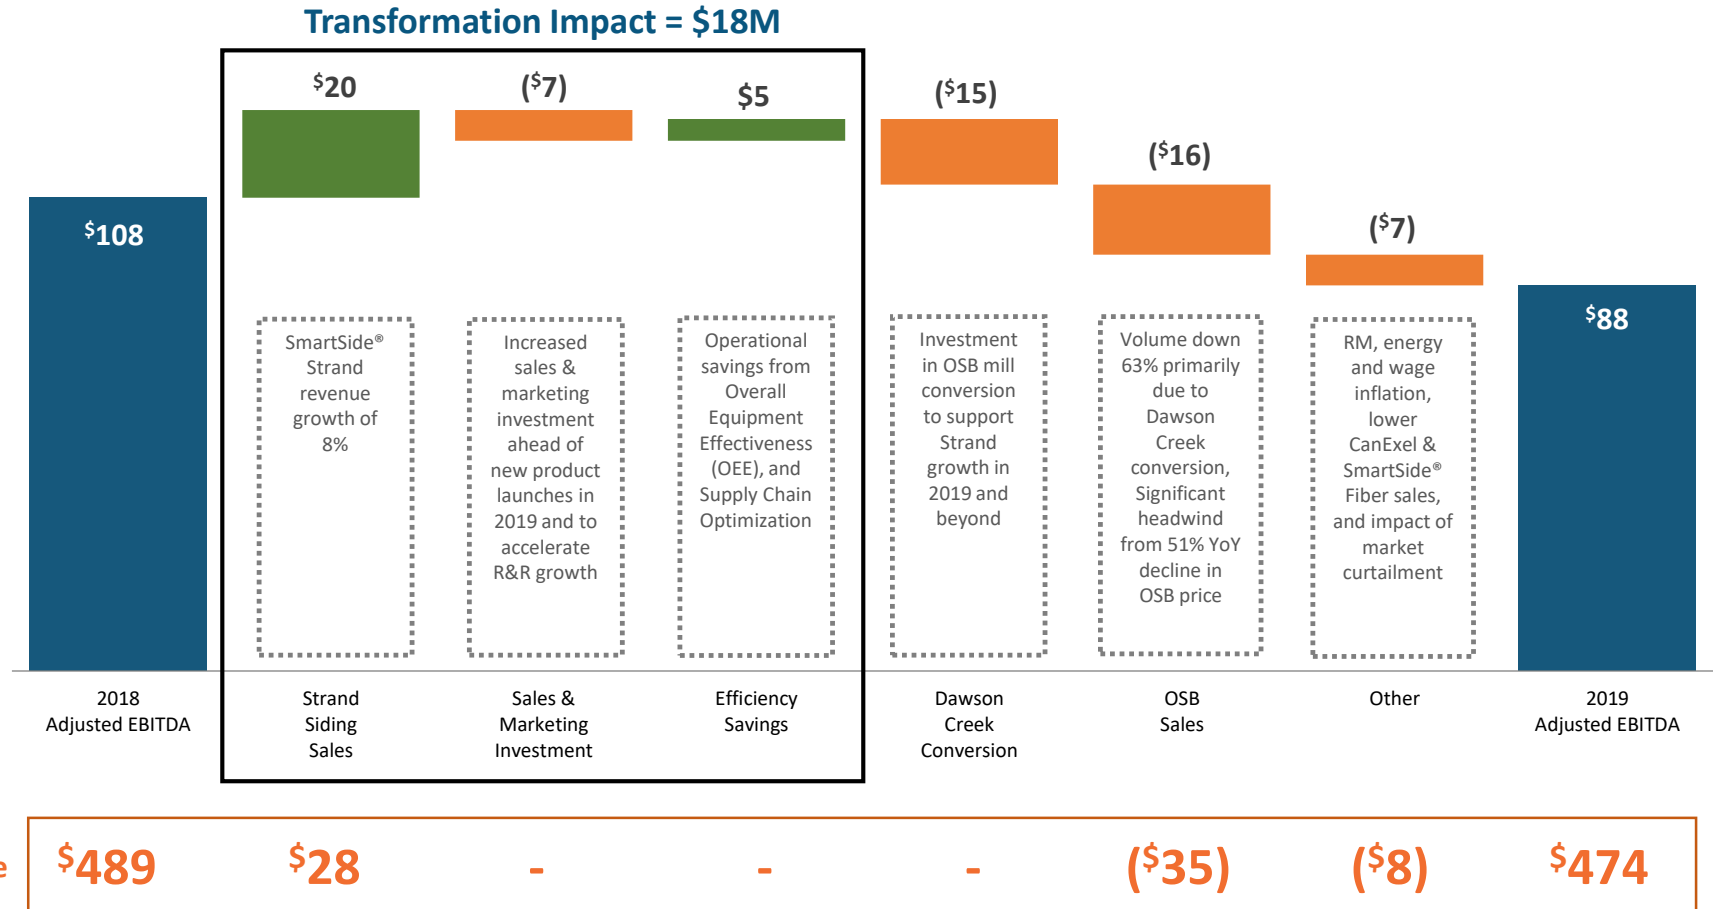 Transformation Impact = $18M
$20
($7)
$5
($15)
($16)
($7)
$108
$88
SmartSide®
Strand
revenue
growth of
8%
Increased
sales &
marketing
investment
ahead of
new product
launches in
2019 and to
accelerate
R&R growth
Operational
savings from
Overall
Equipment
Effectiveness
(OEE), and
Supply Chain
Optimization
Investment
in OSB mill
conversion
to support
Strand
growth in
2019 and
beyond
Volume down
63% primarily
due to
Dawson
Creek
conversion,
Significant
headwind
from 51% YoY
decline in
OSB price
RM, energy
and wage
inflation,
lower
CanExel &
SmartSide®
Fiber sales,
and impact of
market
curtailment
2018
Adjusted EBITDA
Strand
Siding
Sales
Sales &
Marketing
Investment
Efficiency
Savings
Dawson
Creek
Conversion
OSB
Sales
Other
2019
Adjusted EBITDA
$489 $28 - - - ($35) ($8) $474